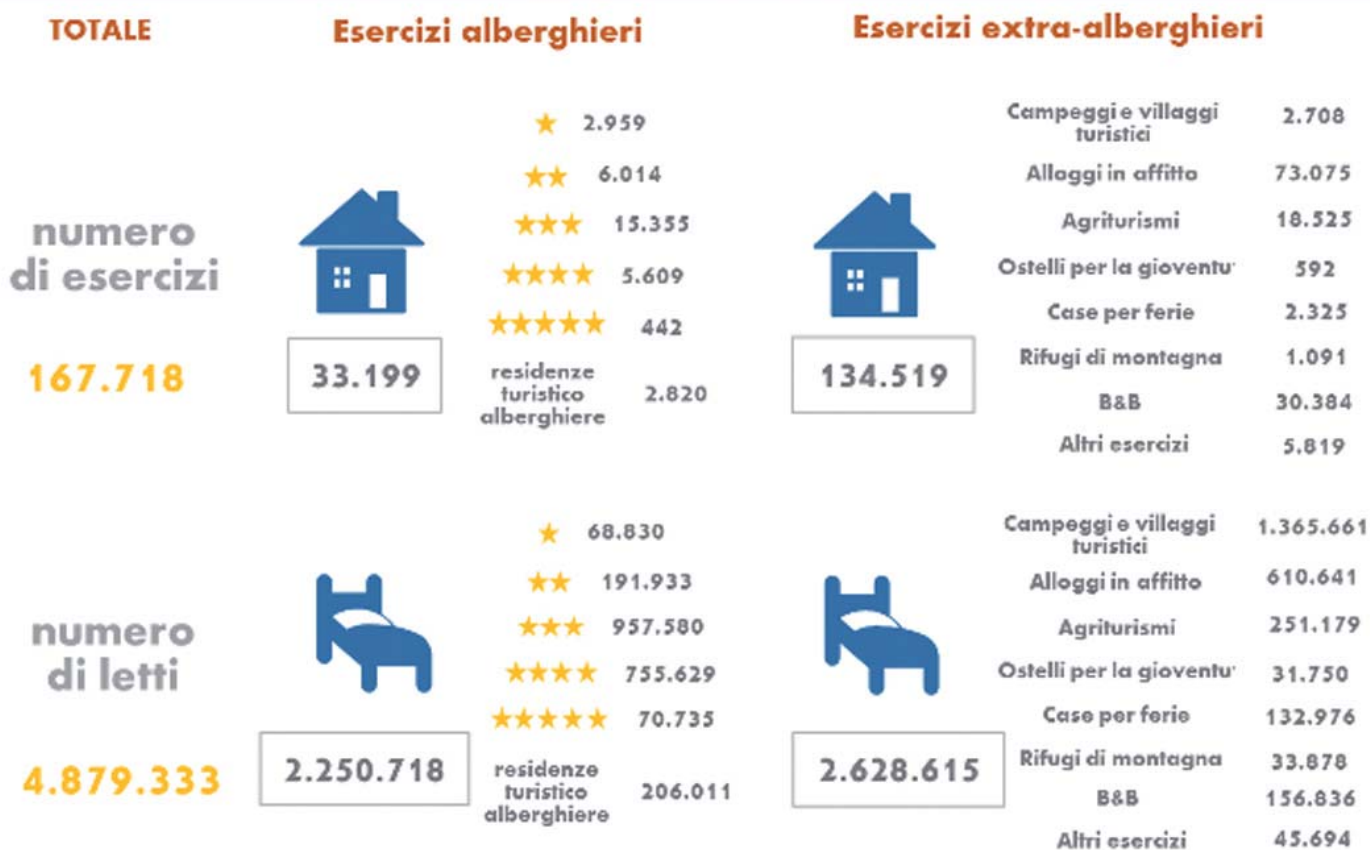 TOTALE
Esercizi alberghieri
Esercizi extra-alberghieri
numero
di esercizi
167.718
33.199
2.959
6.014
15.355
5.609
442
residenze
turistico
alberghiere
2.820
134.519
Campeggi e villaggi
turistici
2.708
Alloggi in affitto
73.075
Agriturismi
18.525
Ostelli per la gioventu'
592
Case per ferie
2.325
Rifugi di montagna
1.091
B&B
30.384
Altri esercizi
5.819
numero
di letti
4.879.333
2.250.718
68.830
191.933
957.580
755.629
70.735
residenze
turistico
alberghiere
206.011
2.628.615
Campeggi e villaggi
turistici
1.365.661
Alloggi in affitto
610.641
Agriturismi
251.179
Ostelli per la gioventu'
31.750
Case per ferie
132.976
Rifugi di montagna
33.878
B&B
156.836
Altri esercizi
45.694